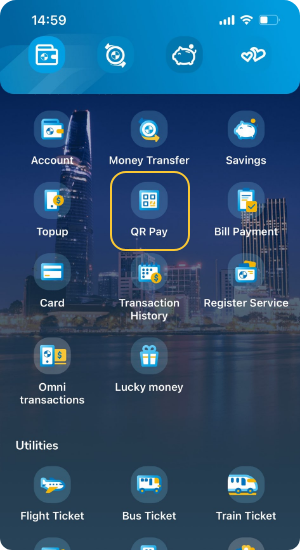 14:59
Account
Money Transfer
Savings
Topup
QR Pay
Bill Payment
Card
Transaction
History
Register Service
Omni
transactions
Lucky money
Utilities
Flight Ticket
Bus Ticket
Train Ticket